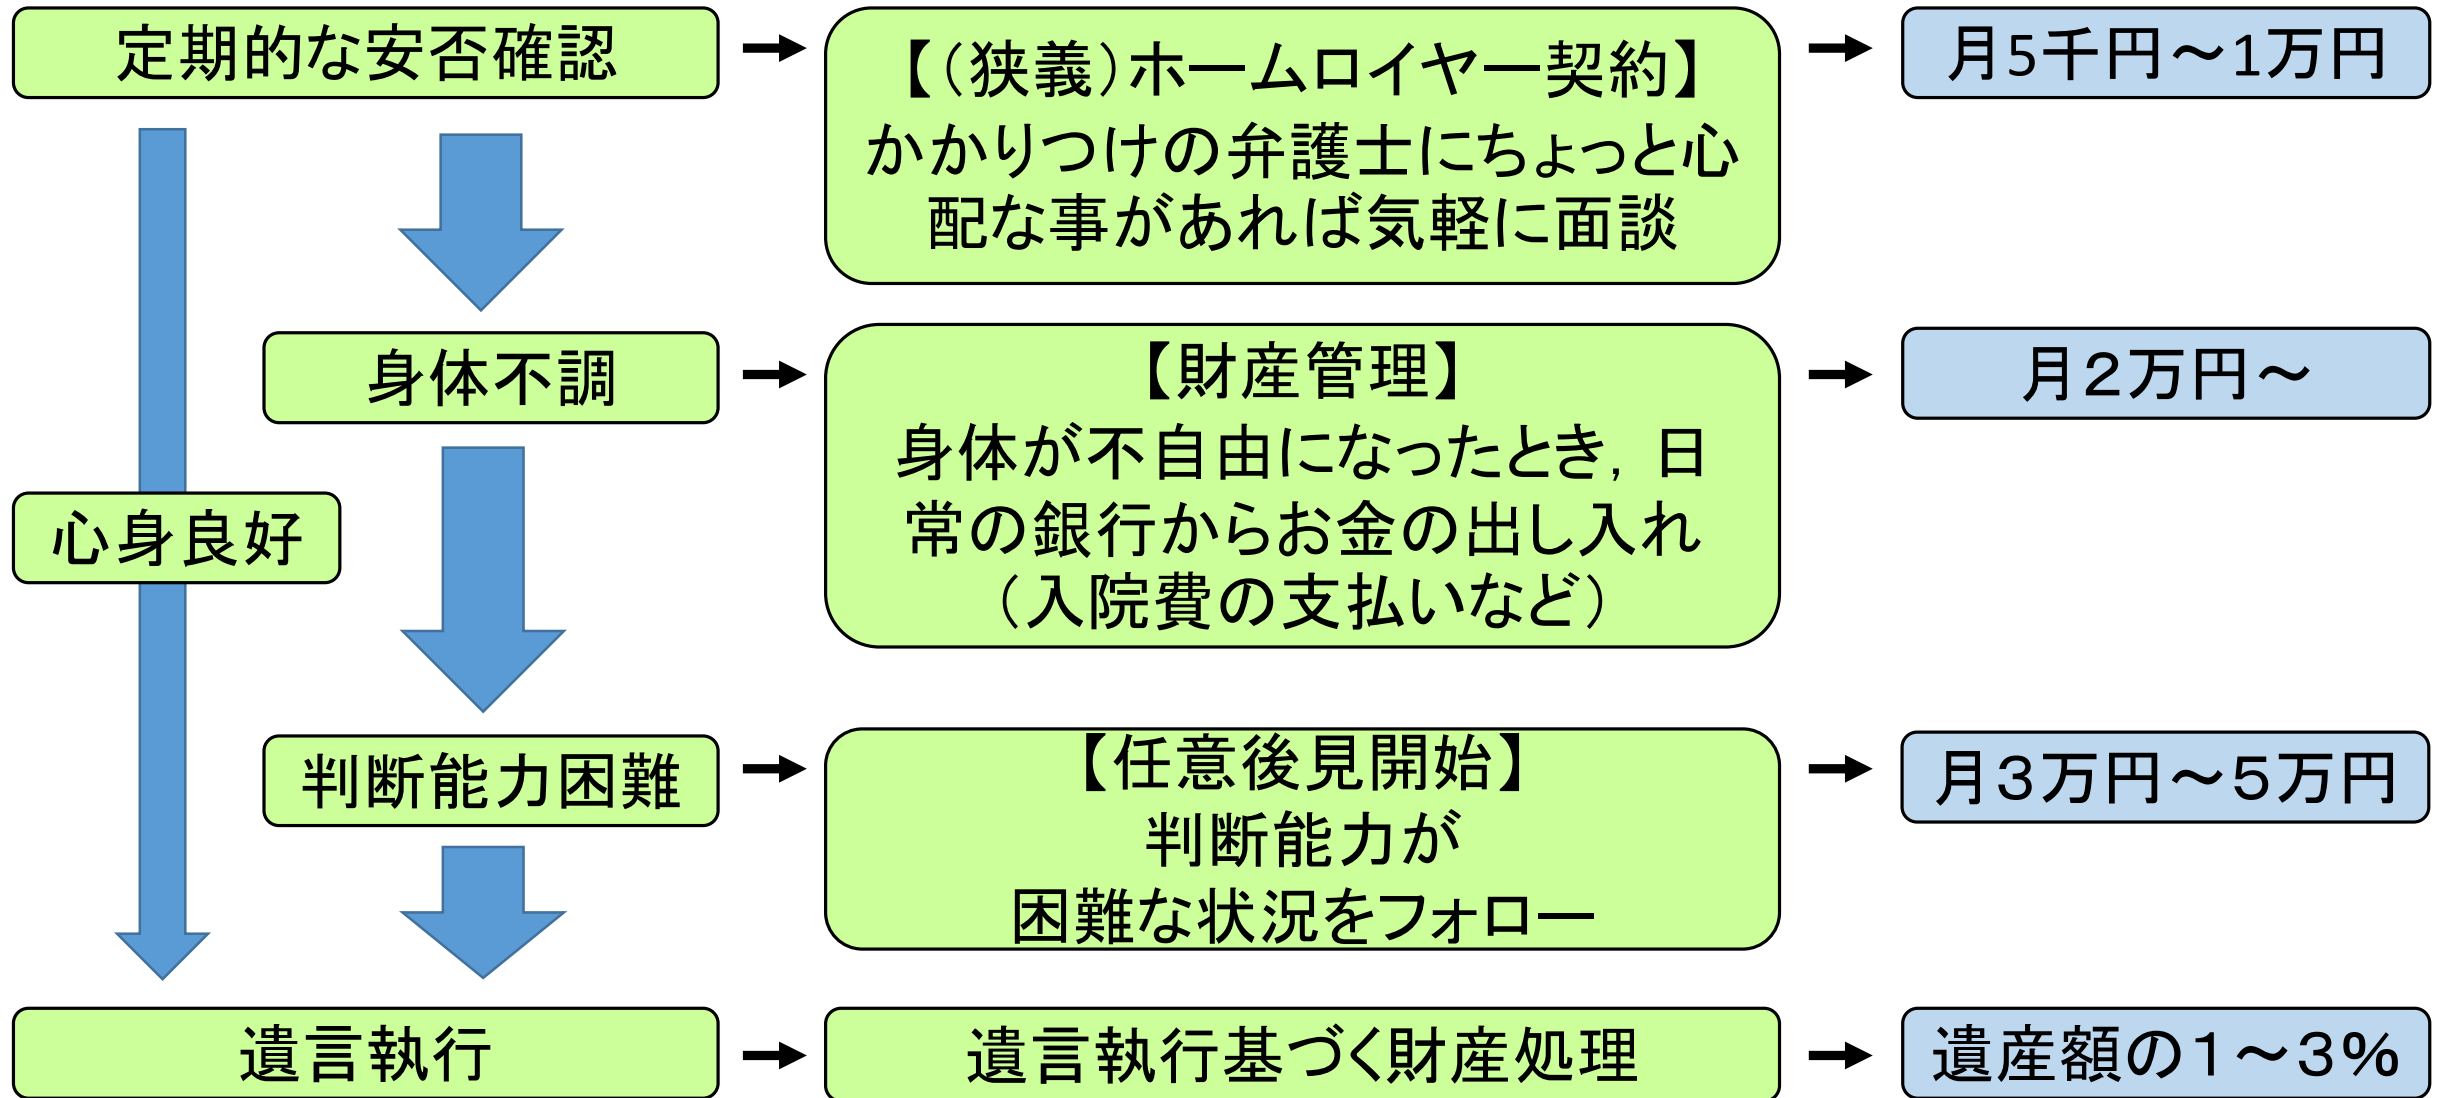 定期的な安否確認
【（狭義）ホームロイヤー契約】
かかりつけの弁護士にちょっと心
配な事があれば気軽に面談
月5千円～1万円
身体不調
【財産管理】
身体が不自由になったとき，日
常の銀行からお金の出し入れ
（入院費の支払いなど）
月２万円～
心身良好
判断能力困難
【任意後見開始】
判断能力が
困難な状況をフォロー
月３万円～５万円
遺言執行
遺言執行基づく財産処理
遺産額の１～３％